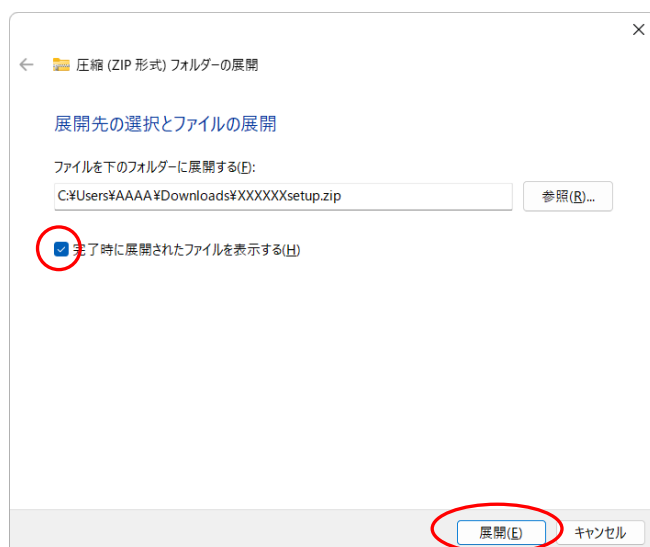 圧縮 (ZIP 形式) フォルダーの展開
展開先の選択とファイルの展開
ファイルを下のフォルダーに展開する(F):
C:¥Users¥AAAA¥Downloads¥XXXXXXsetup.zip
参照(R)...
完了時に展開されたファイルを表示する(H)
展開(E)
キャンセル